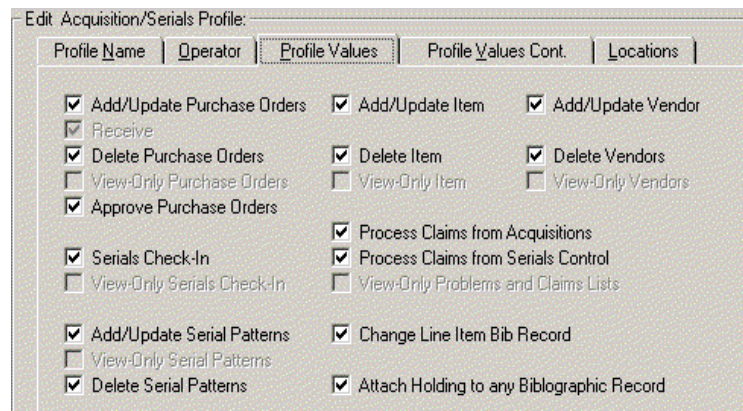 Edit Acquisition/Serials Profile:
Profile Name Operator Profile Values Profile Values Cont. Locations
Add/Update Purchase Orders Add/Update Item Add/Update Vendor
Receive
Delete Purchase Orders Delete Item Delete Vendors
View-Only Purchase Orders View-Only Item View-Only Vendors
Approve Purchase Orders
Process Claims from Acquisitions
Serials Check-In Process Claims from Serials Control
View-Only Serials Check-In View-Only Problems and Claims Lists
Add/Update Serial Patterns Change Line Item Bib Record
View-Only Serial Patterns
Delete Serial Patterns Attach Holding to any Biblographic Record